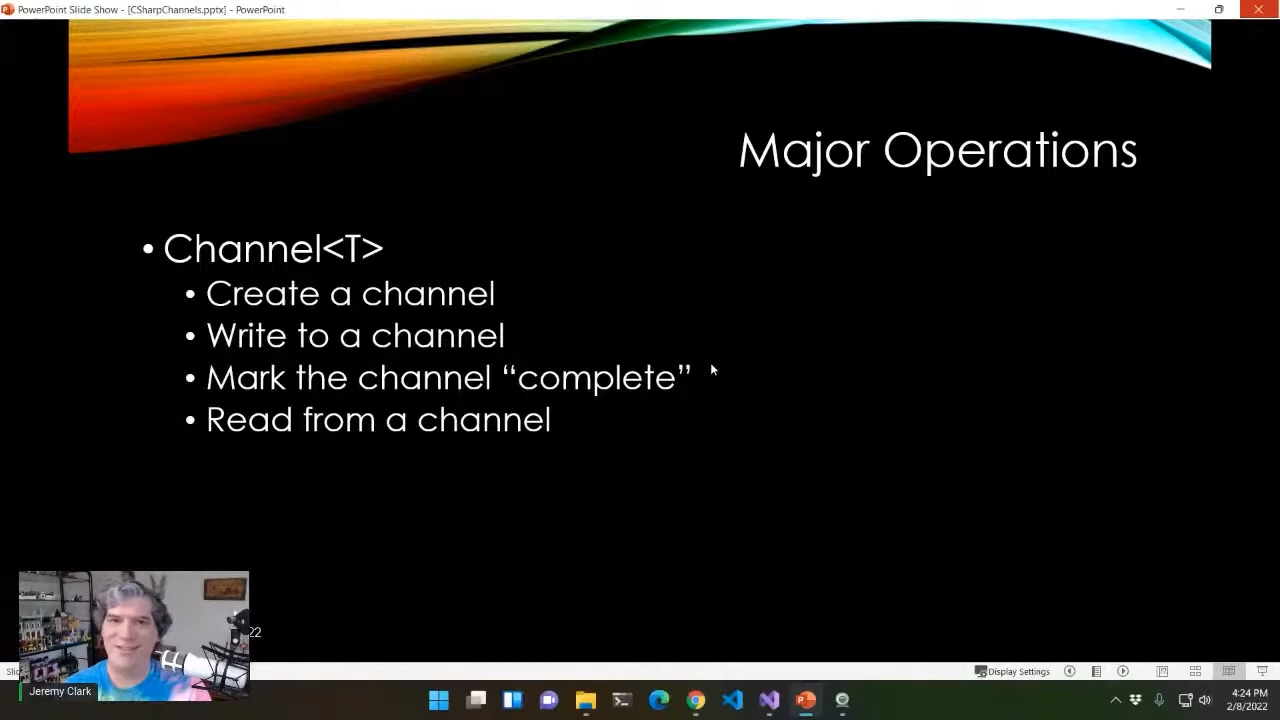 PowerPoint Slide Show - [CSharpChannels.pptx] - PowerPoint
Major Operations
• Channel<T>
• Create a channel
• Write to a channel
• Mark the channel “complete”
• Read from a channel
22
Display Settings
Jeremy Clark
4:24 PM
2/8/2022